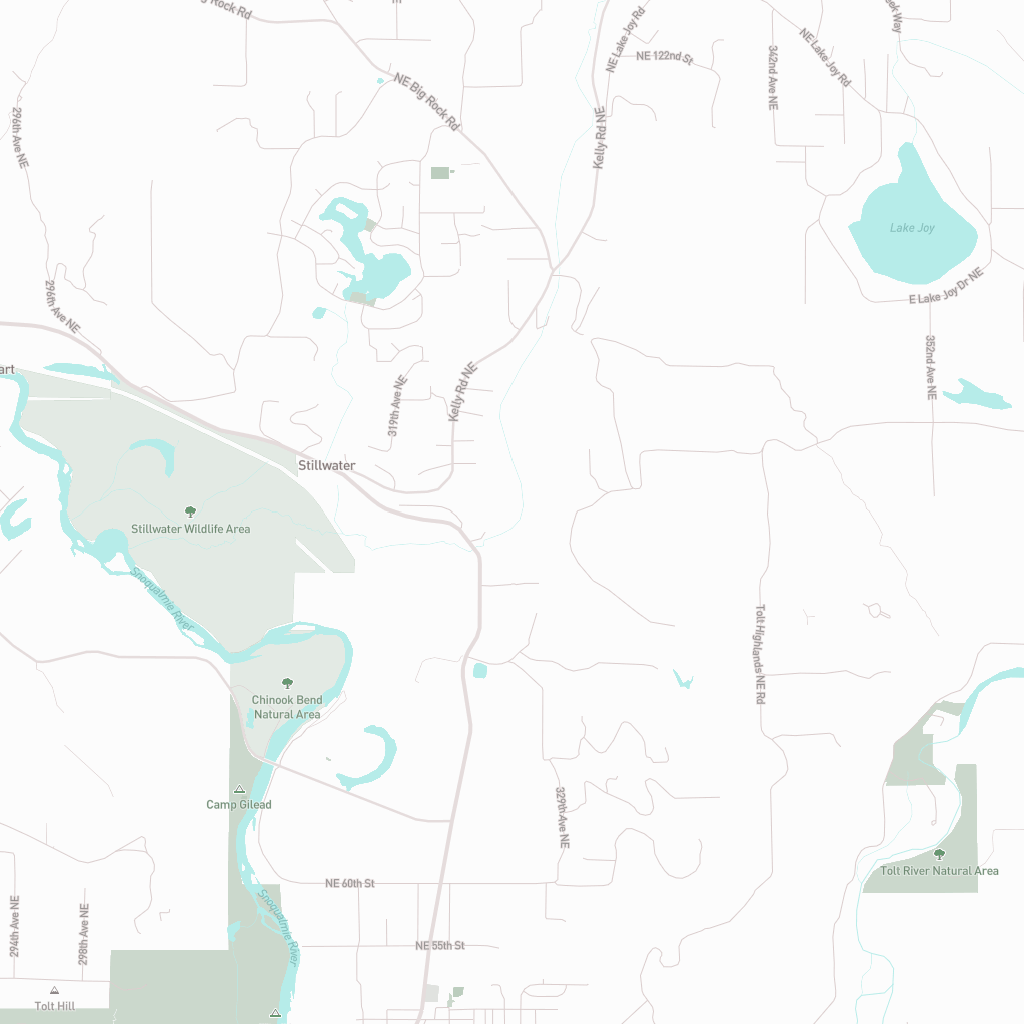 Rock Rd
NE Lake Joy Rd
NE 122nd St
342nd Ave NE
NE Lake Joy Rd
Way
NE Big Rock Rd
296th Ave NE
Kelly Rd NE
Lake Joy
E Lake Joy Dr NE
296th Ave NE
352nd Ave NE
art
Kelly Rd NE
319th Ave NE
Stillwater
Stillwater Wildlife Area
Snoqualmie River
Tolt Highlands NE Rd
Chinook Bend
Natural Area
Camp Gilead
329th Ave NE
Tolt River Natural Area
NE 60th St
Snoqualmie River
294th Ave NE
298th Ave NE
NE 55th St
Tolt Hill